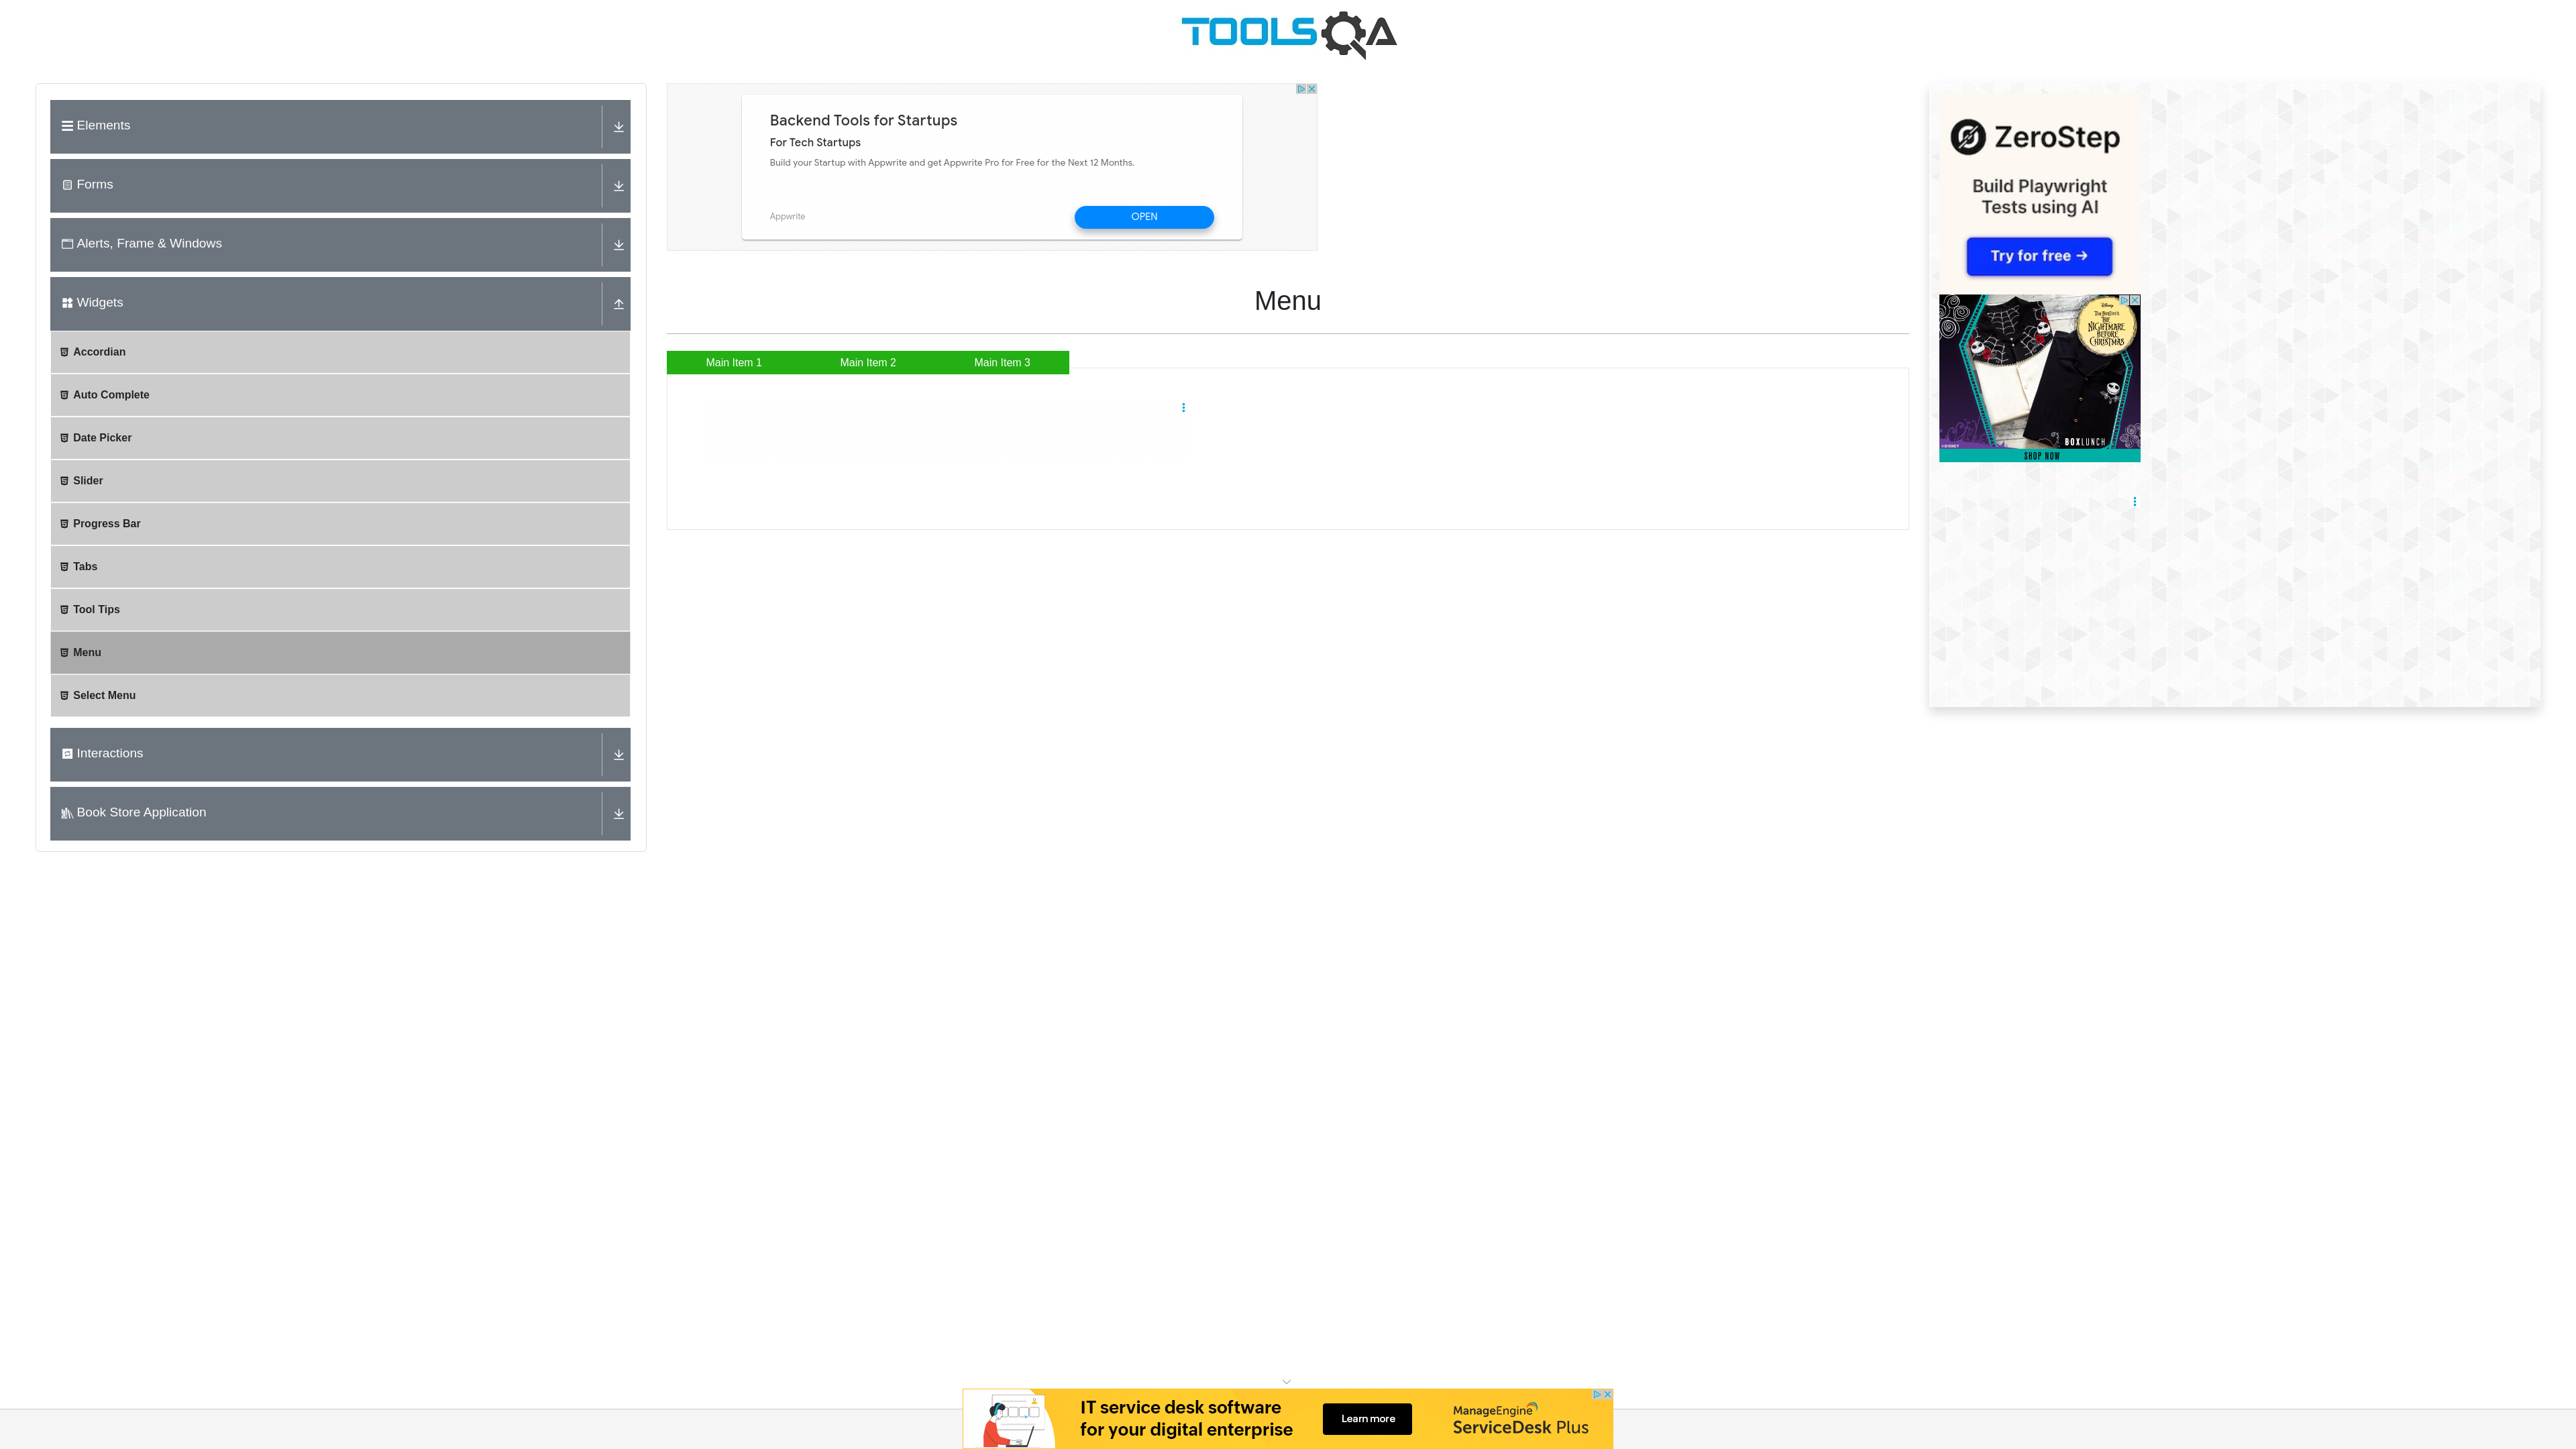 TOOLSQA
Elements
Forms
Alerts, Frame & Windows
Widgets
Accordian
Auto Complete
Date Picker
Slider
Progress Bar
Tabs
Tool Tips
Menu
Select Menu
Interactions
Book Store Application
Backend Tools for Startups
For Tech Startups
Build your Startup with Appwrite and get Appwrite Pro for Free for the Next 12 Months.
Appwrite
OPEN
Menu
Main Item 1
Main Item 2
Main Item 3
ZeroStep
Build Playwright
Tests using AI
Try for free →
Disney
Tim Burton's
THE
NIGHTMARE
BEFORE
CHRISTMAS
©DISNEY
BOXLUNCH
SHOP NOW
IT service desk software
for your digital enterprise
Learn more
ManageEngine
ServiceDesk Plus